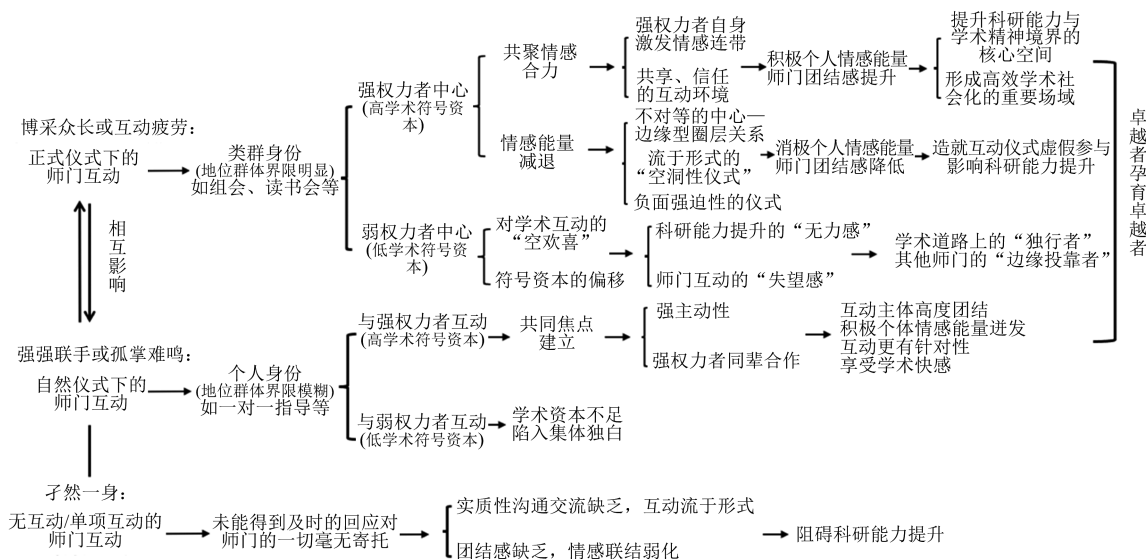 博采众长或互动疲劳：
正式仪式下的
师门互动
类群身份
(地位群体界限明显)
如组会、读书会等
强权力者中心
(高学术符号资
本)
共聚情感
合力
强权力者自身
激发情感连带
共享、信任
的互动环境
积极个人情感能量
师门团结感提升
提升科研能力与
学术精神境界的
核心空间
形成高效学术社
会化的重要场域
情感能量
减退
不对等的中心—
边缘型圈层关系
流于形式的
“空洞性仪式”
负面强迫性的仪式
消极个人情感能量
师门团结感降低
造就互动仪式虚假参与
影响科研能力提升
弱权力者中心
(低学术符号资
本)
对学术互动的
“空欢喜”
符号资本的偏移
科研能力提升的“无力感”
师门互动的“失望感”
学术道路上的“独行者”
其他师门的“边缘投靠者”
卓越者孕育卓越者
相互影响
强强联手或孤掌难鸣：
自然仪式下的
师门互动
个人身份
(地位群体界限模糊)
如一对一指导等
与强权力者互动
(高学术符号资本)
共同焦点
建立
强主动性
强权力者同辈合作
互动主体高度团结
积极个体情感能量迸发
互动更有针对性
享受学术快感
与弱权力者互动
(低学术符号资本)
学术资本不足
陷入集体独白
孑然一身：
无互动/单项互动的
师门互动
未能得到及时的回应对
师门的一切毫无寄托
实质性沟通交流缺乏，互动流于形式
团结感缺乏，情感联结弱化
阻碍科研能力提升